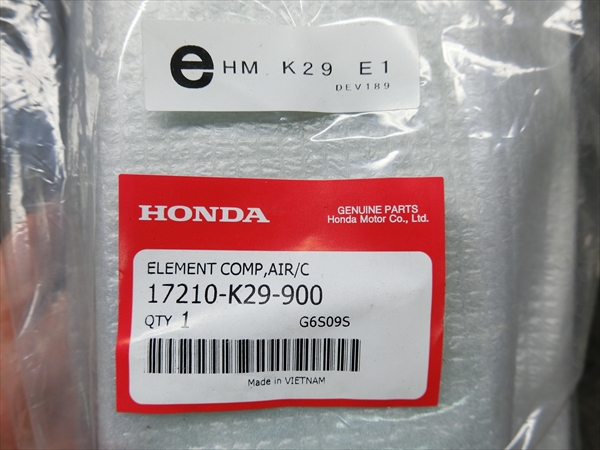 e HM K29 E1
DEV189
HONDA
GENUINE PARTS
Honda Motor Co., Ltd.
ELEMENT COMP,AIR/C
17210-K29-900
QTY 1 G6S09S
Made in VIETNAM